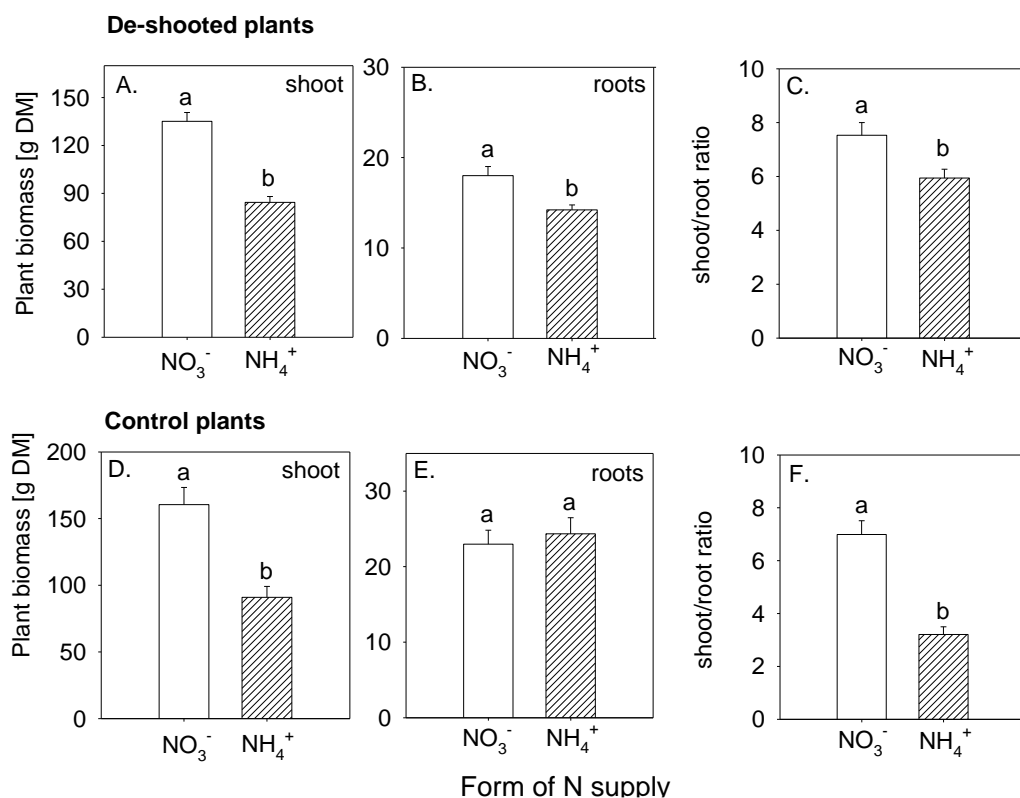 De-shooted plants
Plant biomass [g DM]
150
120
90
60
30
0
A.
shoot
a
b
NO₃⁻
NH₄⁺
30
20
10
0
B.
roots
a
b
NO₃⁻
NH₄⁺
shoot/root ratio
10
8
6
4
2
0
C.
a
b
NO₃⁻
NH₄⁺
Control plants
Plant biomass [g DM]
200
150
100
50
0
D.
shoot
a
b
NO₃⁻
NH₄⁺
30
20
10
0
E.
roots
a
a
NO₃⁻
NH₄⁺
shoot/root ratio
10
8
6
4
2
0
F.
a
b
NO₃⁻
NH₄⁺
Form of N supply